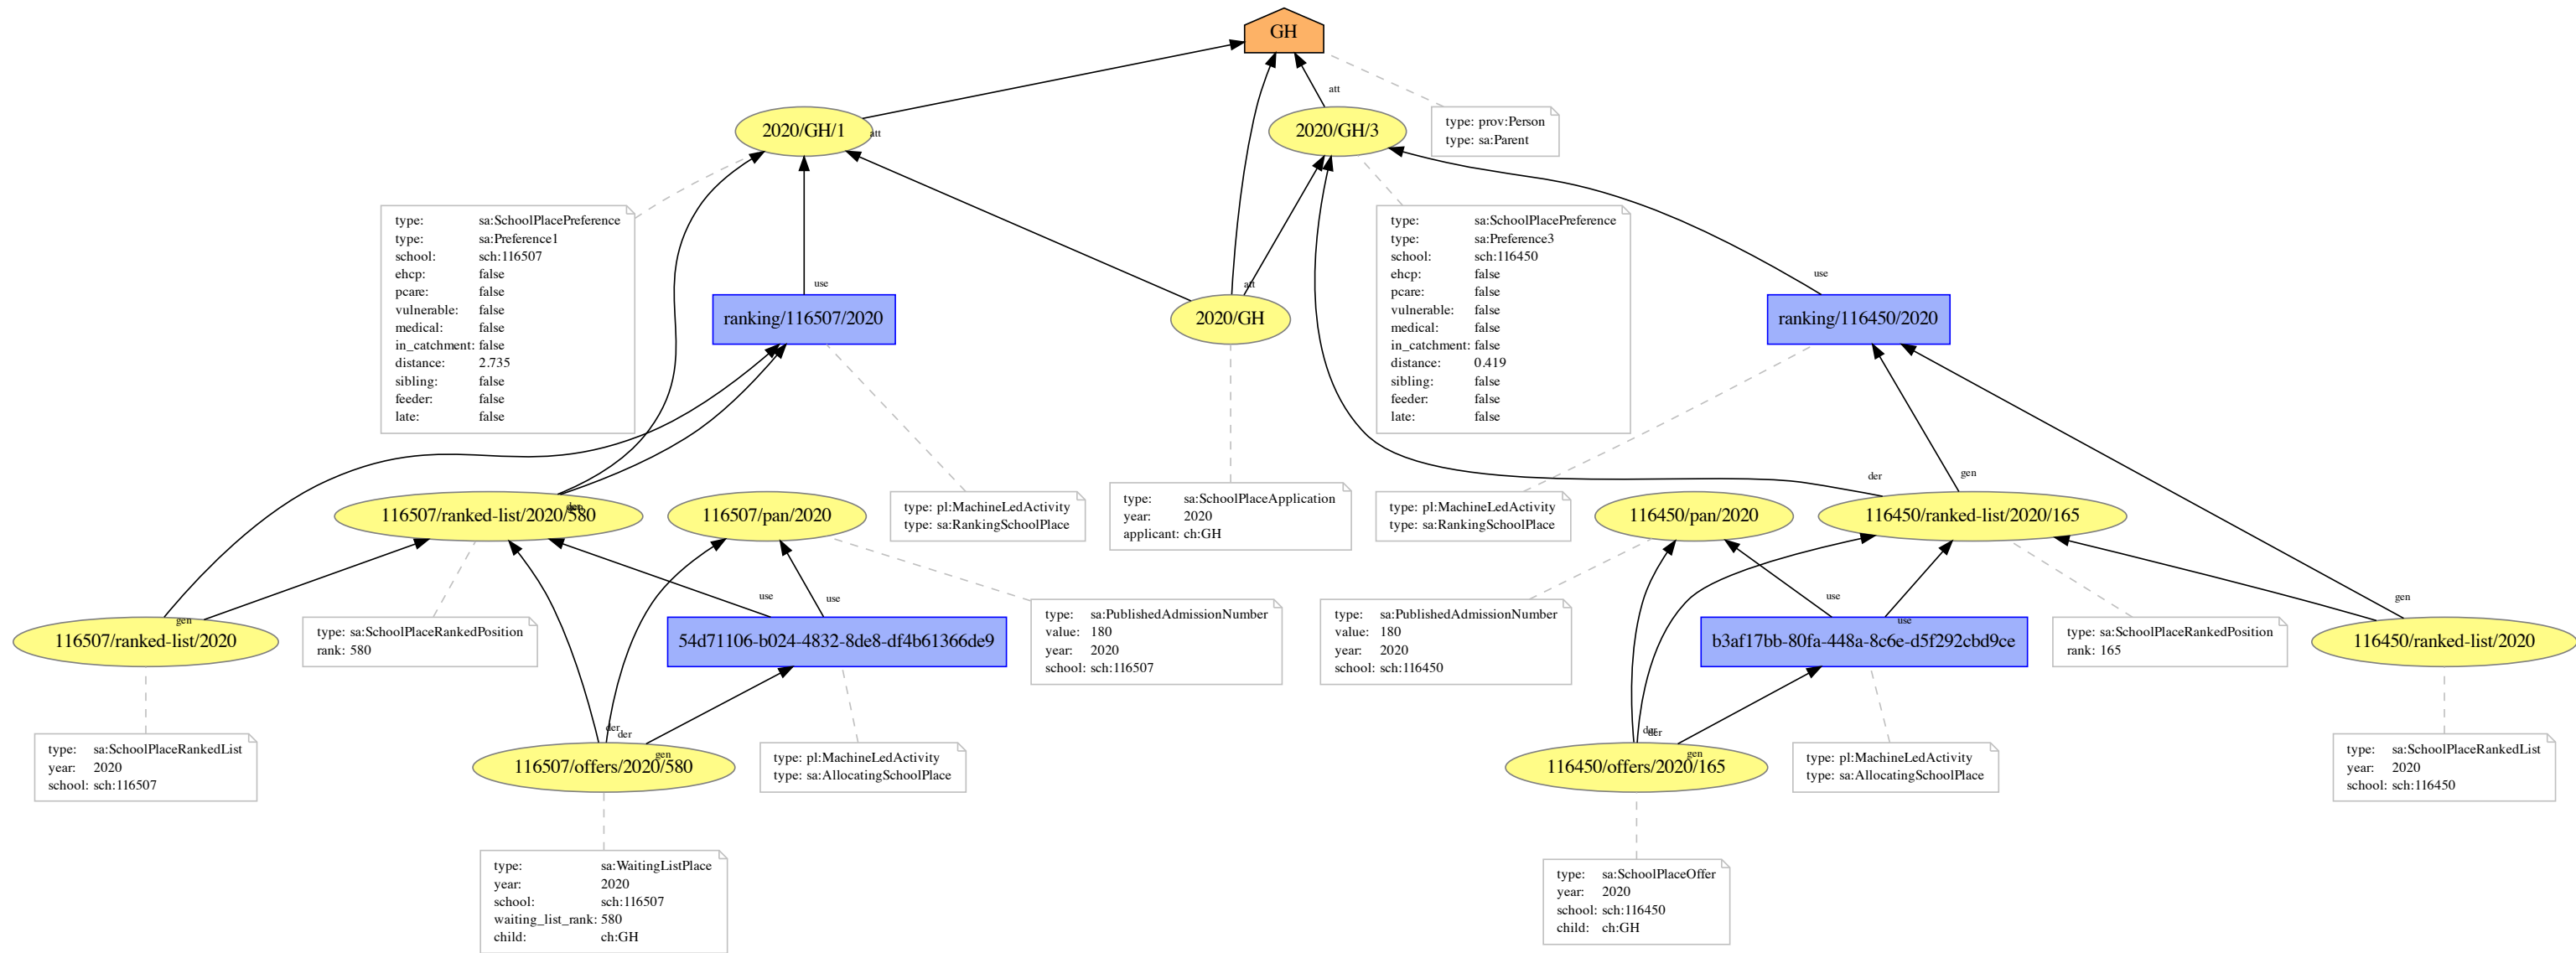 GH
att
2020/GH/1
att
2020/GH/3
type: prov:Person
type: sa:Parent
type: sa:SchoolPlacePreference
type: sa:Preference1
school: sch:116507
ehcp: false
pcare: false
vulnerable: false
medical: false
in_catchment: false
distance: 2.735
sibling: false
feeder: false
late: false
type: sa:SchoolPlacePreference
type: sa:Preference3
school: sch:116450
ehcp: false
pcare: false
vulnerable: false
medical: false
in_catchment: false
distance: 0.419
sibling: false
feeder: false
late: false
use
att
use
ranking/116507/2020
2020/GH
ranking/116450/2020
der
gen
116507/ranked-list/2020/580
116507/pan/2020
type: pl:MachineLedActivity
type: sa:RankingSchoolPlace
type: sa:SchoolPlaceApplication
year: 2020
applicant: ch:GH
type: pl:MachineLedActivity
type: sa:RankingSchoolPlace
116450/pan/2020
116450/ranked-list/2020/165
use
use
use
gen
gen
116507/ranked-list/2020
type: sa:SchoolPlaceRankedPosition
rank: 580
54d71106-b024-4832-8de8-df4b61366de9
type: sa:PublishedAdmissionNumber
value: 180
year: 2020
school: sch:116507
type: sa:PublishedAdmissionNumber
value: 180
year: 2020
school: sch:116450
use
b3af17bb-80fa-448a-8c6e-d5f292cbd9ce
type: sa:SchoolPlaceRankedPosition
rank: 165
116450/ranked-list/2020
type: sa:SchoolPlaceRankedList
year: 2020
school: sch:116507
der
der
gen
116507/offers/2020/580
type: pl:MachineLedActivity
type: sa:AllocatingSchoolPlace
der
gen
116450/offers/2020/165
type: pl:MachineLedActivity
type: sa:AllocatingSchoolPlace
type: sa:SchoolPlaceRankedList
year: 2020
school: sch:116450
type: sa:WaitingListPlace
year: 2020
school: sch:116507
waiting_list_rank: 580
child: ch:GH
type: sa:SchoolPlaceOffer
year: 2020
school: sch:116450
child: ch:GH